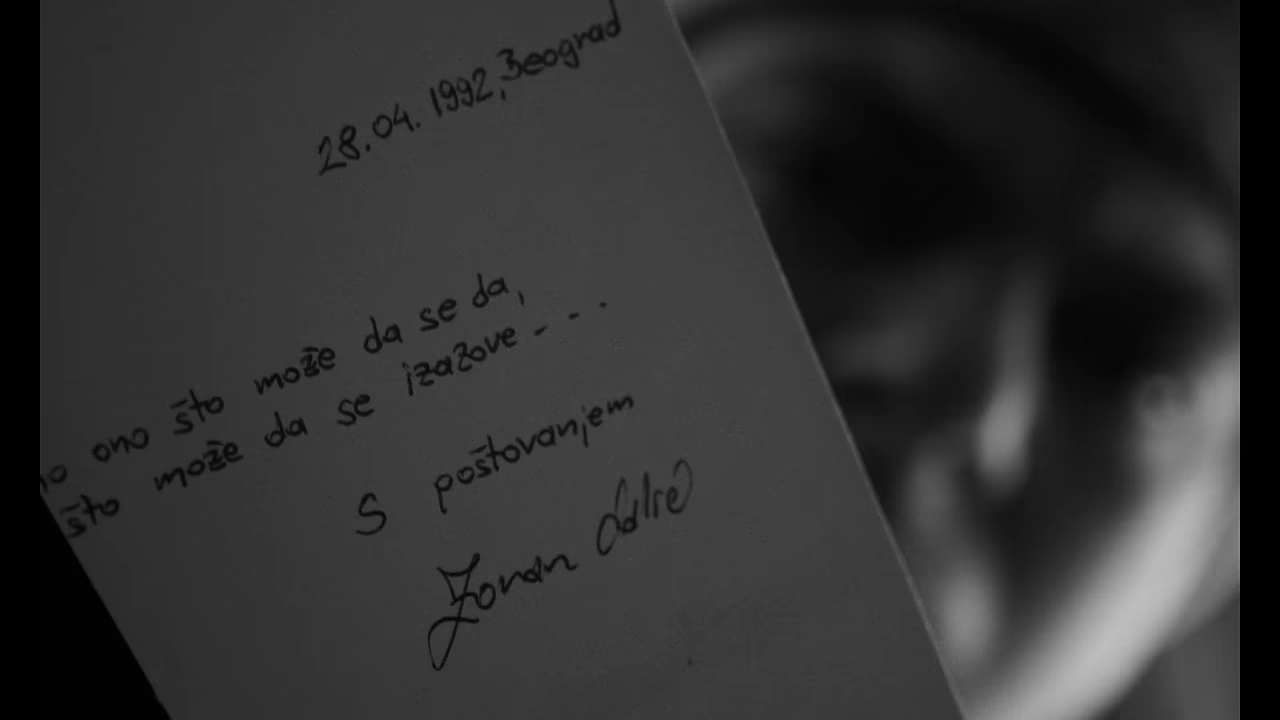 28.04. 1992, Beograd
ono što može da se da,
što može da se izazove - - .
S poštovanjem
Zoran